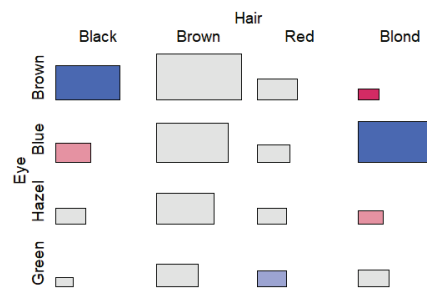 Hair
Black Brown Red Blond
Eye
Brown
Blue
Hazel
Green